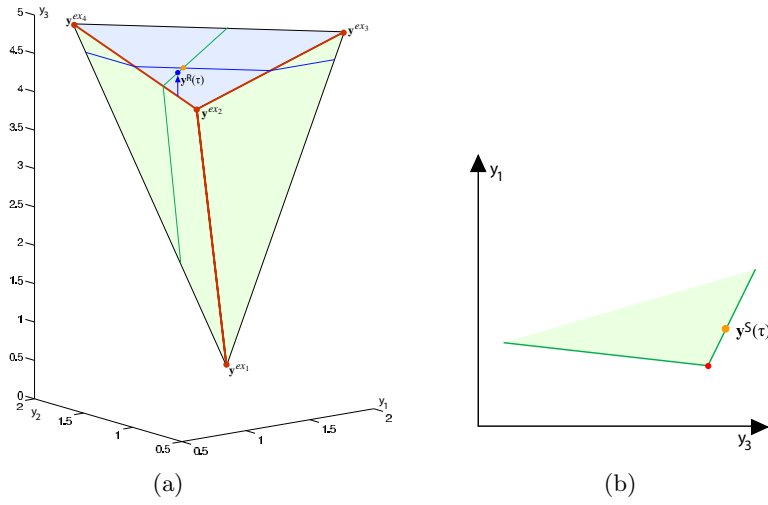 5
y₃
4.5
4
3.5
3
2.5
2
1.5
1
0.5
0
2
y₂
1.5
1
0.5
0.5
1
1.5
2
y₁
y^{ex₄}
y^{ex₃}
y^R(τ)
y^{ex₂}
y^{ex₁}
(a)
y₁
y^S(τ)
y₃
(b)